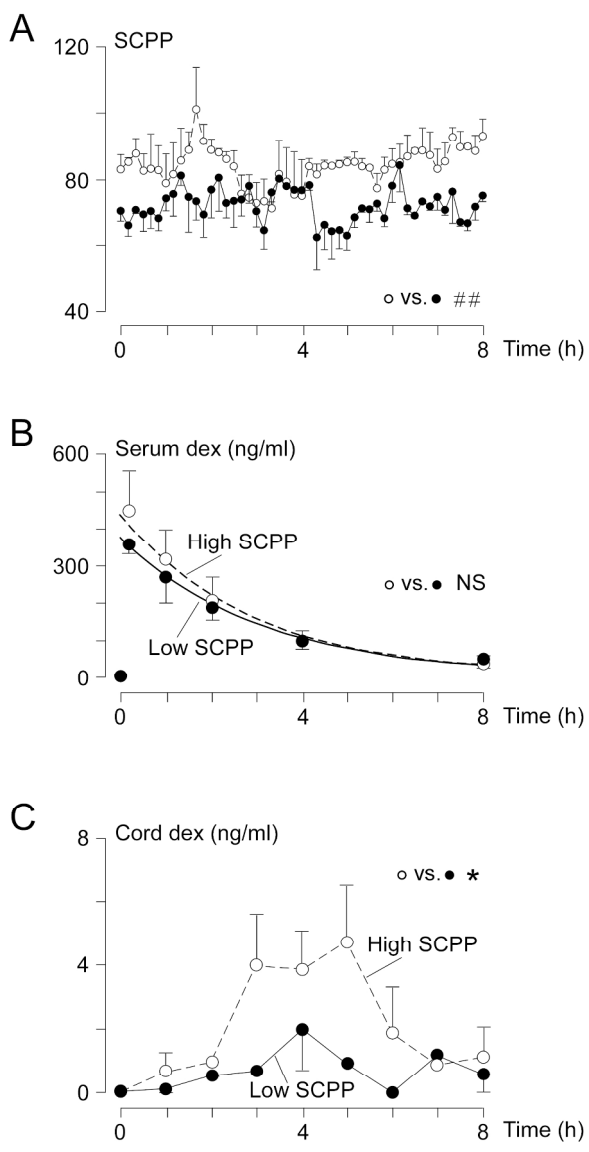 A
SCPP
120
80
40
○ vs. ● ##
0 4 8 Time (h)
B
Serum dex (ng/ml)
600
High SCPP
300
○ vs. ● NS
Low SCPP
0
0 4 8 Time (h)
C
Cord dex (ng/ml)
8
○ vs. ● *
High SCPP
4
Low SCPP
0
0 4 8 Time (h)